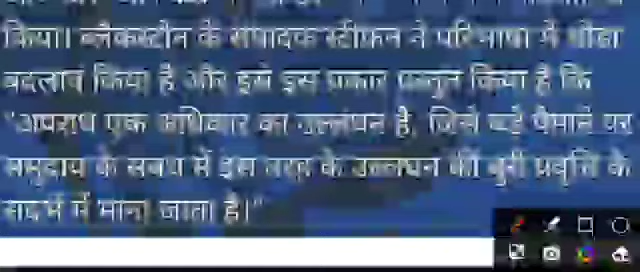 किया। ब्लैकस्टोन के संपादक स्टीफन ने परिभाषा में थोडा
बदलाव किया है और इसे इस प्रकार प्रस्तुत किया है कि
"अपराध एक अधिकार का उल्लंघन है, जिसे बड़े पैमाने पर
समुदाय के संबंध में इस तरह के उल्लंघन की बुरी प्रवृत्ति के
संदर्भ में माना जाता है।"